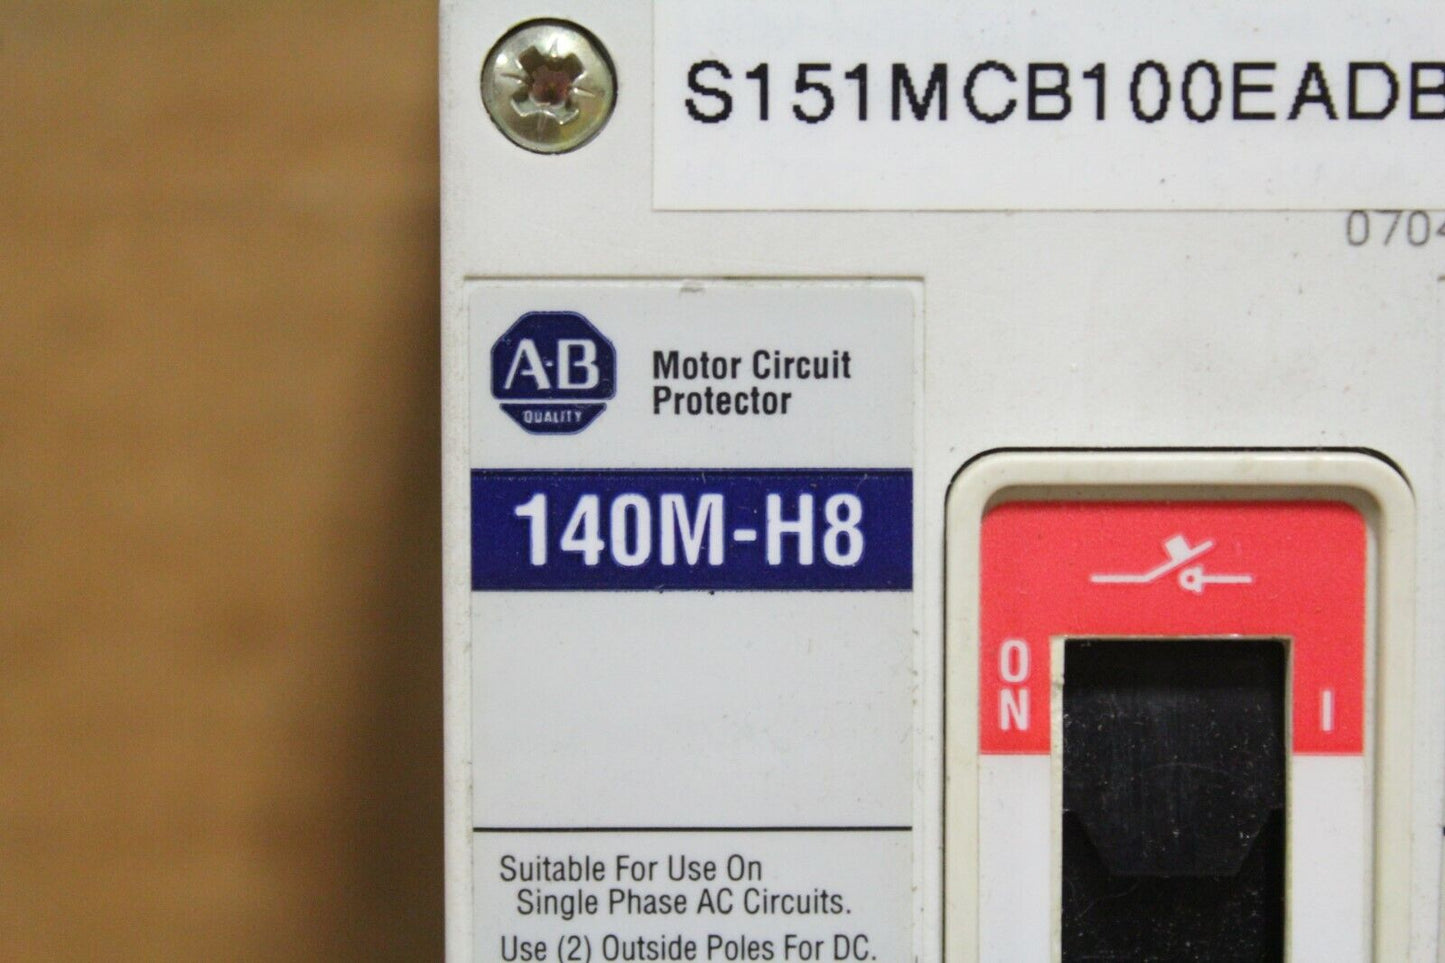 S151MCB100EADB
0704
A-B
QUALITY
Motor Circuit
Protector
140M-H8
ON
I
Suitable For Use On
Single Phase AC Circuits.
Use (2) Outside Poles For DC.